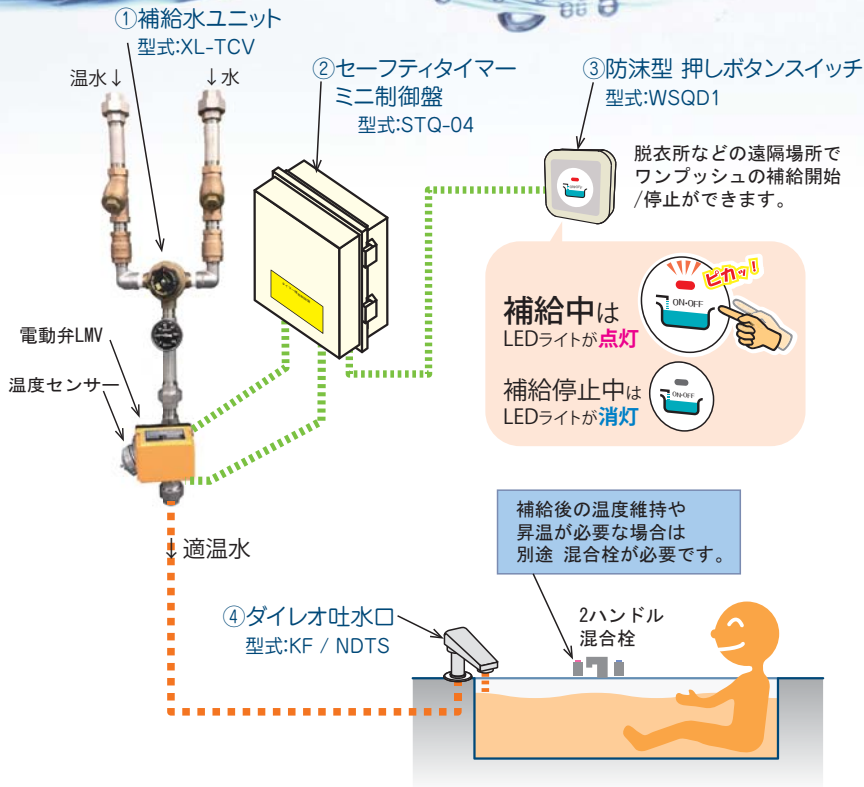 ①補給水ユニット
型式:XL-TCV
温水↓
↓水
②セーフティタイマー
ミニ制御盤
型式:STQ-04
③防沫型 押しボタンスイッチ
型式:WSQD1
脱衣所などの遠隔場所で
ワンプッシュの補給開始
/停止ができます。
ピカッ!
ON・OFF
補給中は
LEDライトが点灯
補給停止中は
LEDライトが消灯
ON・OFF
電動弁LMV
温度センサー
↓適温水
補給後の温度維持や
昇温が必要な場合は
別途 混合栓が必要です。
④ダイレオ吐水口
型式:KF / NDTS
2ハンドル
混合栓